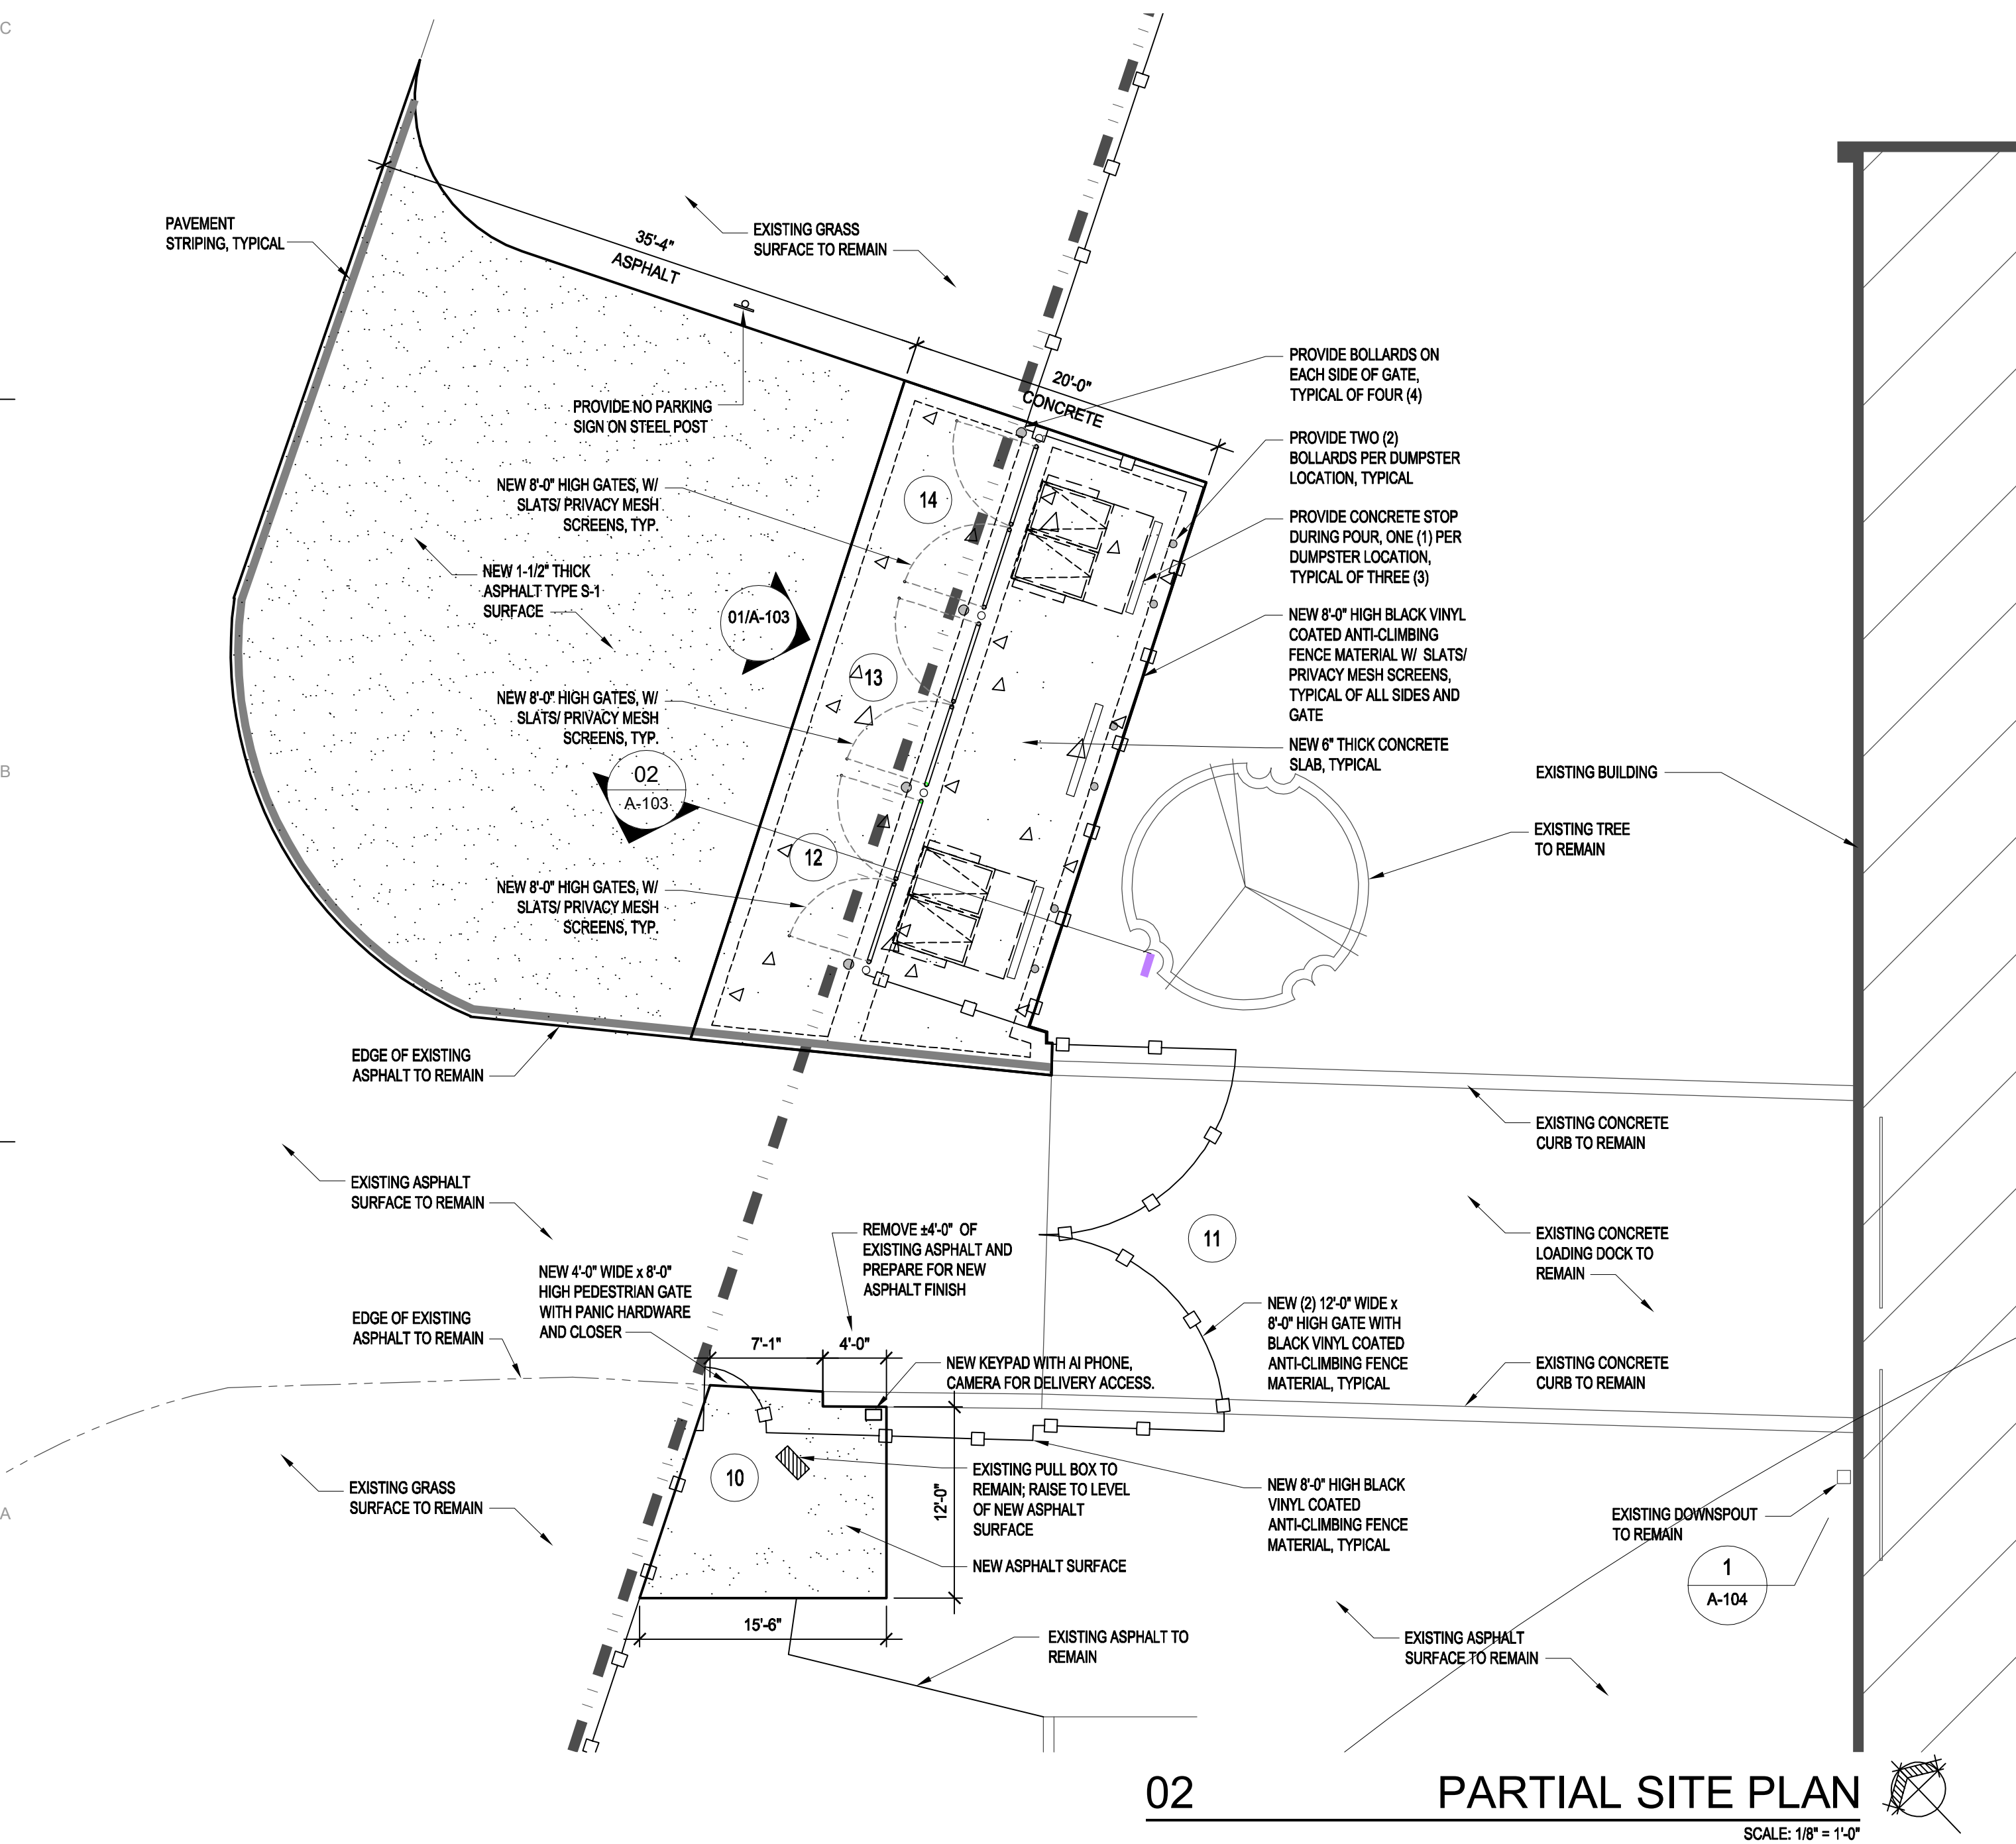 C
PAVEMENT
STRIPING, TYPICAL
35'-4"
ASPHALT
EXISTING GRASS
SURFACE TO REMAIN
20'-0"
CONCRETE
PROVIDE BOLLARDS ON
EACH SIDE OF GATE,
TYPICAL OF FOUR (4)
PROVIDE NO PARKING
SIGN ON STEEL POST
PROVIDE TWO (2)
BOLLARDS PER DUMPSTER
LOCATION, TYPICAL
NEW 8'-0" HIGH GATES, W/
SLATS/ PRIVACY MESH
SCREENS, TYP.
14
PROVIDE CONCRETE STOP
DURING POUR, ONE (1) PER
DUMPSTER LOCATION,
TYPICAL OF THREE (3)
NEW 1-1/2" THICK
ASPHALT TYPE S-1
SURFACE
01/A-103
NEW 8'-0" HIGH BLACK VINYL
COATED ANTI-CLIMBING
FENCE MATERIAL W/ SLATS/
PRIVACY MESH SCREENS,
TYPICAL OF ALL SIDES AND
GATE
13
NEW 8'-0" HIGH GATES, W/
SLATS/ PRIVACY MESH
SCREENS, TYP.
NEW 6" THICK CONCRETE
SLAB, TYPICAL
B
02
A-103
EXISTING BUILDING
EXISTING TREE
TO REMAIN
12
NEW 8'-0" HIGH GATES, W/
SLATS/ PRIVACY MESH
SCREENS, TYP.
EDGE OF EXISTING
ASPHALT TO REMAIN
EXISTING CONCRETE
CURB TO REMAIN
EXISTING ASPHALT
SURFACE TO REMAIN
REMOVE ±4'-0" OF
EXISTING ASPHALT AND
PREPARE FOR NEW
ASPHALT FINISH
11
EXISTING CONCRETE
LOADING DOCK TO
REMAIN
NEW 4'-0" WIDE x 8'-0"
HIGH PEDESTRIAN GATE
WITH PANIC HARDWARE
AND CLOSER
EDGE OF EXISTING
ASPHALT TO REMAIN
7'-1"
4'-0"
NEW (2) 12'-0" WIDE x
8'-0" HIGH GATE WITH
BLACK VINYL COATED
ANTI-CLIMBING FENCE
MATERIAL, TYPICAL
NEW KEYPAD WITH AI PHONE,
CAMERA FOR DELIVERY ACCESS.
EXISTING CONCRETE
CURB TO REMAIN
10
12'-0"
EXISTING PULL BOX TO
REMAIN; RAISE TO LEVEL
OF NEW ASPHALT
SURFACE
EXISTING GRASS
SURFACE TO REMAIN
A
NEW 8'-0" HIGH BLACK
VINYL COATED
ANTI-CLIMBING FENCE
MATERIAL, TYPICAL
EXISTING DOWNSPOUT
TO REMAIN
NEW ASPHALT SURFACE
1
A-104
15'-6"
EXISTING ASPHALT TO
REMAIN
EXISTING ASPHALT
SURFACE TO REMAIN
02 PARTIAL SITE PLAN
SCALE: 1/8" = 1'-0"